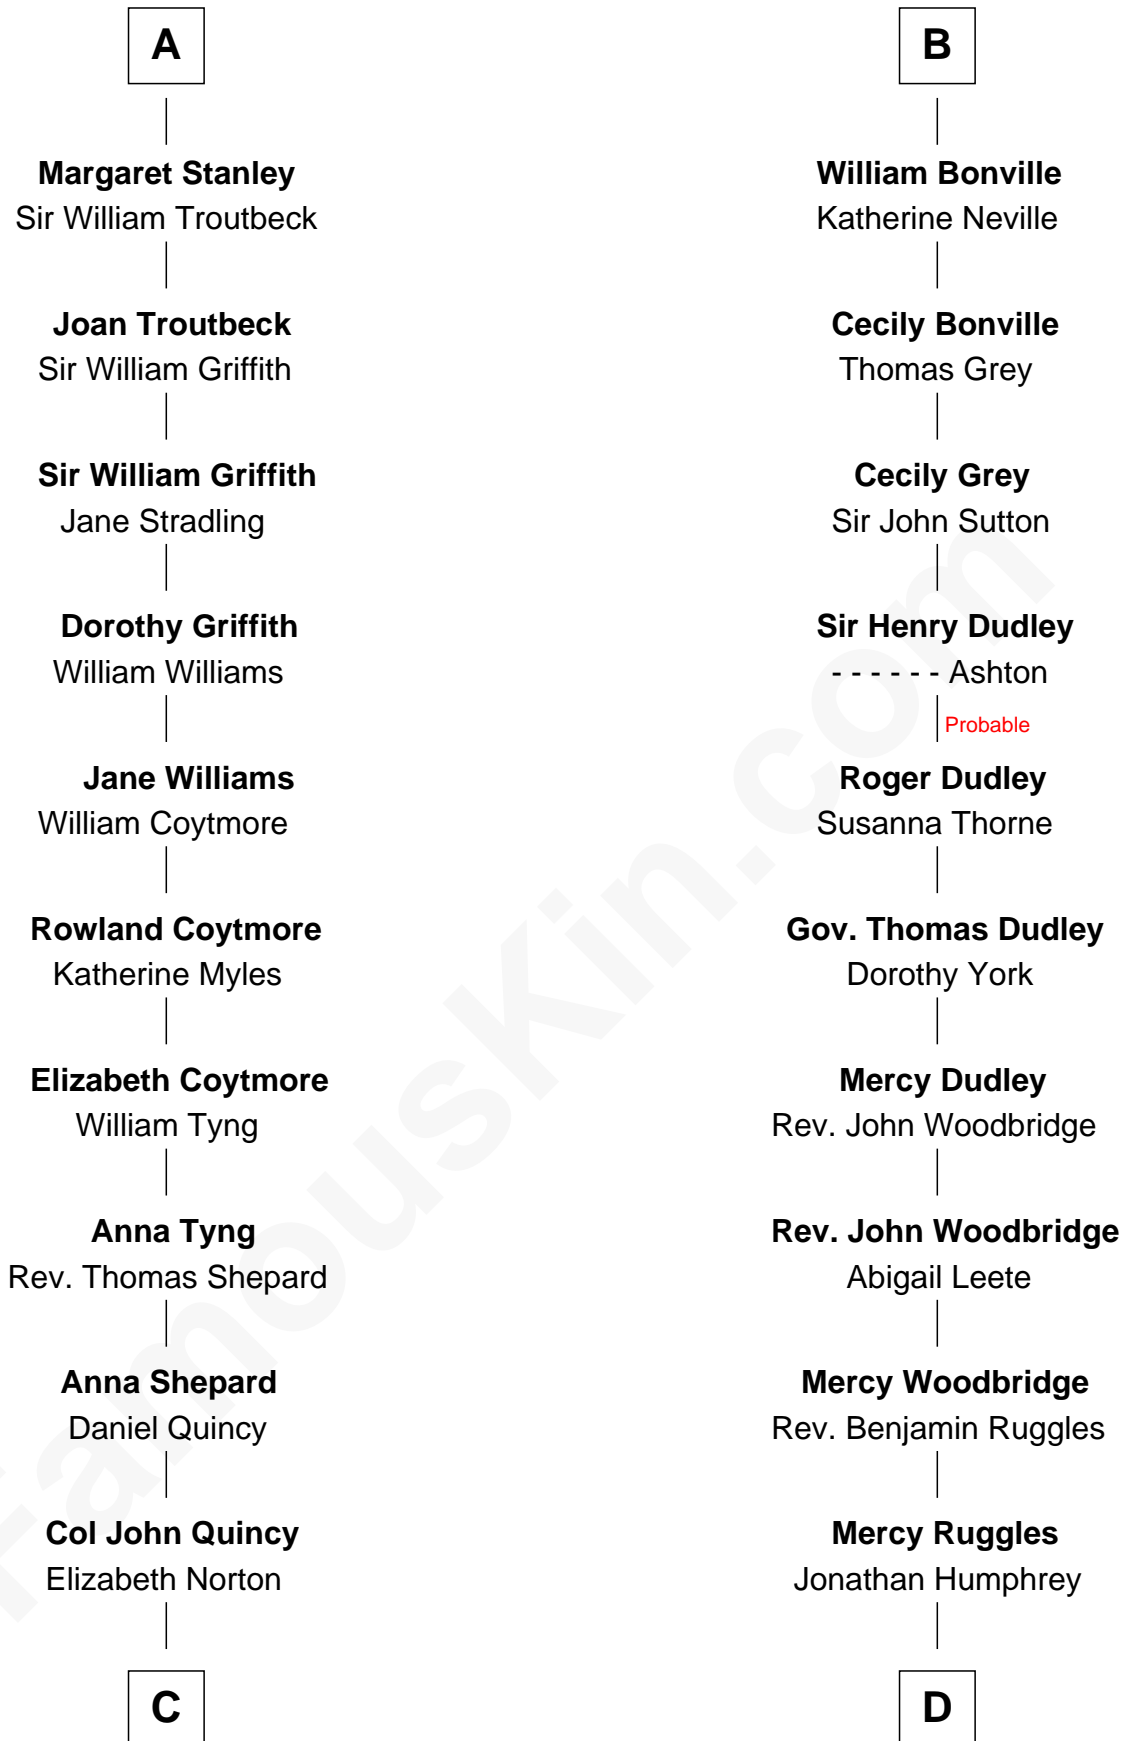 A
Margaret Stanley
Sir William Troutbeck
Joan Troutbeck
Sir William Griffith
Sir William Griffith
Jane Stradling
Dorothy Griffith
William Williams
Jane Williams
William Coytmore
Rowland Coytmore
Katherine Myles
Elizabeth Coytmore
William Tyng
Anna Tyng
Rev. Thomas Shepard
Anna Shepard
Daniel Quincy
Col John Quincy
Elizabeth Norton
C
B
William Bonville
Katherine Neville
Cecily Bonville
Thomas Grey
Cecily Grey
Sir John Sutton
Sir Henry Dudley
- - - - - - Ashton
Probable
Roger Dudley
Susanna Thorne
Gov. Thomas Dudley
Dorothy York
Mercy Dudley
Rev. John Woodbridge
Rev. John Woodbridge
Abigail Leete
Mercy Woodbridge
Rev. Benjamin Ruggles
Mercy Ruggles
Jonathan Humphrey
D
FamousKin.com